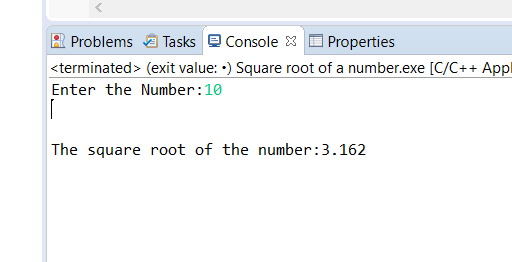 Problems Tasks Console Properties
<terminated> (exit value: •) Square root of a number.exe [C/C++ Appl
Enter the Number:10
The square root of the number:3.162